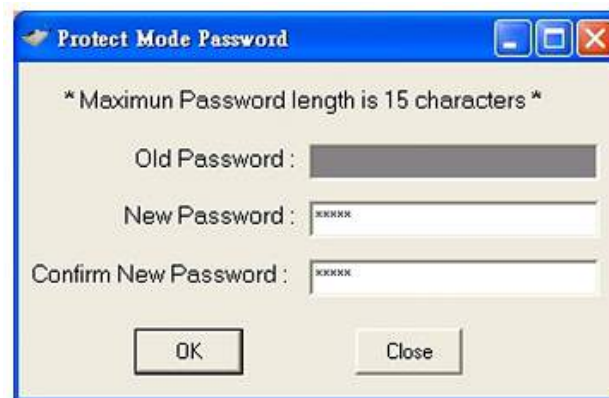 Protect Mode Password
* Maximun Password length is 15 characters *
Old Password :
New Password : *****
Confirm New Password : *****
OK Close